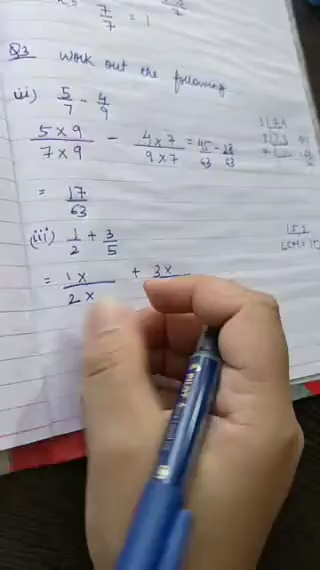 7/7 = 1
Q3 Work out the following
ii) 5/7 - 4/9
5×9/7×9 - 4×7/9×7 = 45/63 - 28/63
= 17/63
(iii) 1/2 + 3/5
= 1×/2× + 3×